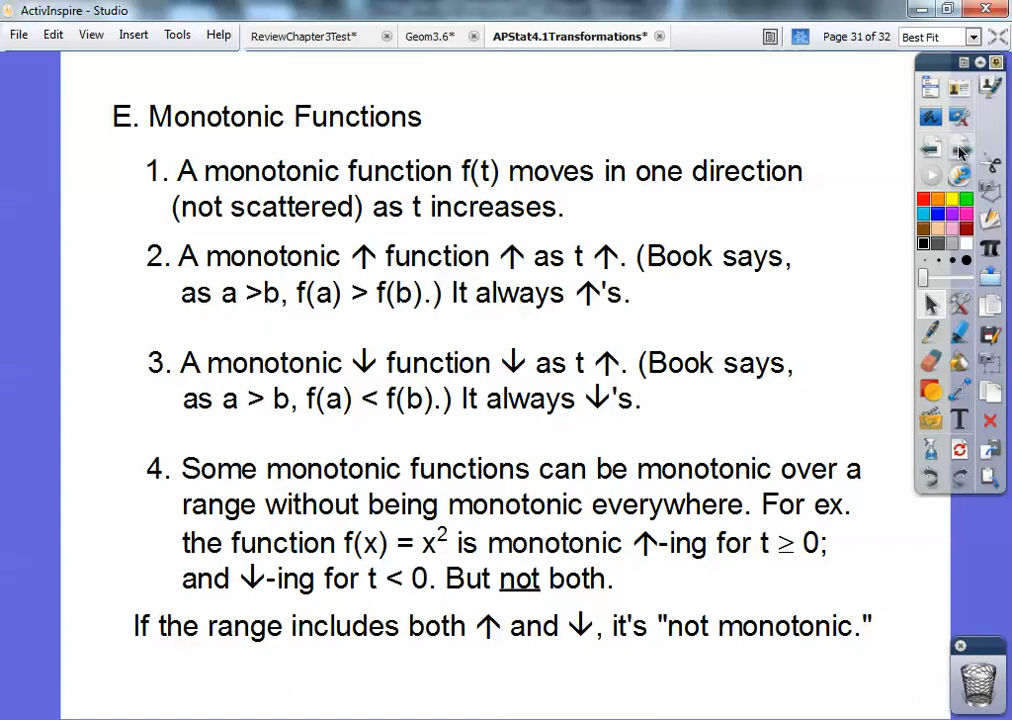 ActivInspire - Studio
File Edit View Insert Tools Help ReviewChapter3Test* Geom3.6* APStat4.1Transformations* Page 31 of 32 Best Fit
E. Monotonic Functions
1. A monotonic function f(t) moves in one direction
(not scattered) as t increases.
2. A monotonic ↑ function ↑ as t ↑. (Book says,
as a >b, f(a) > f(b).) It always ↑'s.
3. A monotonic ↓ function ↓ as t ↑. (Book says,
as a > b, f(a) < f(b).) It always ↓'s.
4. Some monotonic functions can be monotonic over a
range without being monotonic everywhere. For ex.
the function f(x) = x² is monotonic ↑-ing for t ≥ 0;
and ↓-ing for t < 0. But not both.
If the range includes both ↑ and ↓, it's "not monotonic."